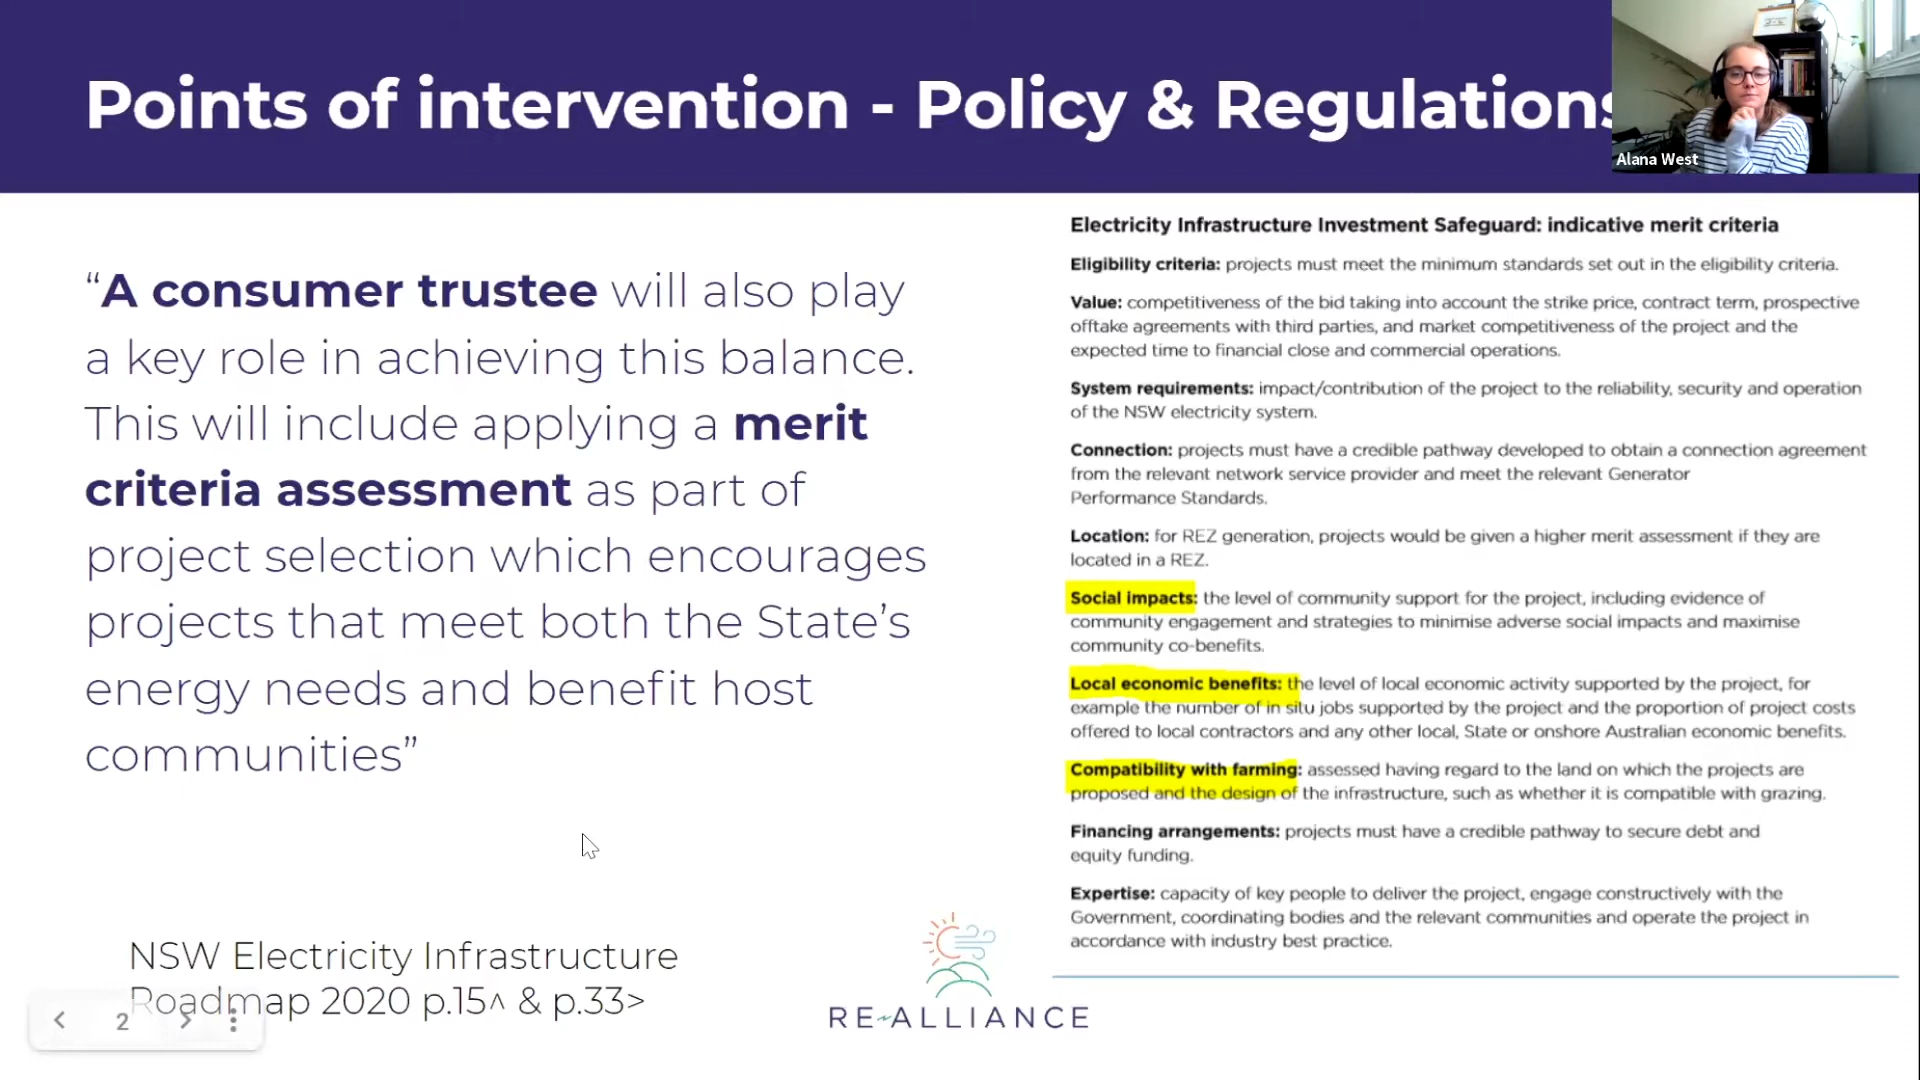 Points of intervention - Policy & Regulations
Alana West
“A consumer trustee will also play
a key role in achieving this balance.
This will include applying a merit
criteria assessment as part of
project selection which encourages
projects that meet both the State’s
energy needs and benefit host
communities”
NSW Electricity Infrastructure
Roadmap 2020 p.15^ & p.33>
2
Electricity Infrastructure Investment Safeguard: indicative merit criteria
Eligibility criteria: projects must meet the minimum standards set out in the eligibility criteria.
Value: competitiveness of the bid taking into account the strike price, contract term, prospective
offtake agreements with third parties, and market competitiveness of the project and the
expected time to financial close and commercial operations.
System requirements: impact/contribution of the project to the reliability, security and operation
of the NSW electricity system.
Connection: projects must have a credible pathway developed to obtain a connection agreement
from the relevant network service provider and meet the relevant Generator
Performance Standards.
Location: for REZ generation, projects would be given a higher merit assessment if they are
located in a REZ.
Social impacts: the level of community support for the project, including evidence of
community engagement and strategies to minimise adverse social impacts and maximise
community co-benefits.
Local economic benefits: the level of local economic activity supported by the project, for
example the number of in situ jobs supported by the project and the proportion of project costs
offered to local contractors and any other local, State or onshore Australian economic benefits.
Compatibility with farming: assessed having regard to the land on which the projects are
proposed and the design of the infrastructure, such as whether it is compatible with grazing.
Financing arrangements: projects must have a credible pathway to secure debt and
equity funding.
Expertise: capacity of key people to deliver the project, engage constructively with the
Government, coordinating bodies and the relevant communities and operate the project in
accordance with industry best practice.
RE-ALLIANCE